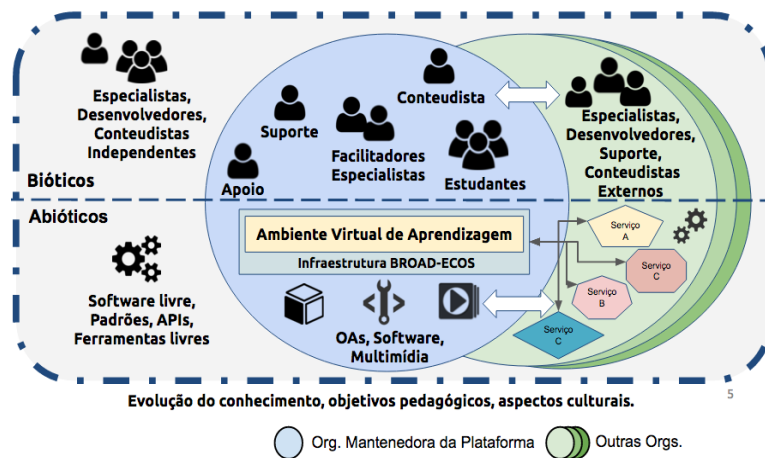 Especialistas,
Desenvolvedores,
Conteudistas
Independentes
Bióticos
Conteudista
Suporte
Facilitadores
Especialistas
Apoio
Estudantes
Especialistas,
Desenvolvedores,
Suporte,
Conteudistas
Externos
Abióticos
Software livre,
Padrões, APIs,
Ferramentas livres
Ambiente Virtual de Aprendizagem
Infraestrutura BROAD-ECOS
OAs, Software,
Multimídia
Serviço
A
Serviço
C
Serviço
B
Serviço
C
5
Evolução do conhecimento, objetivos pedagógicos, aspectos culturais.
Org. Mantenedora da Plataforma
Outras Orgs.